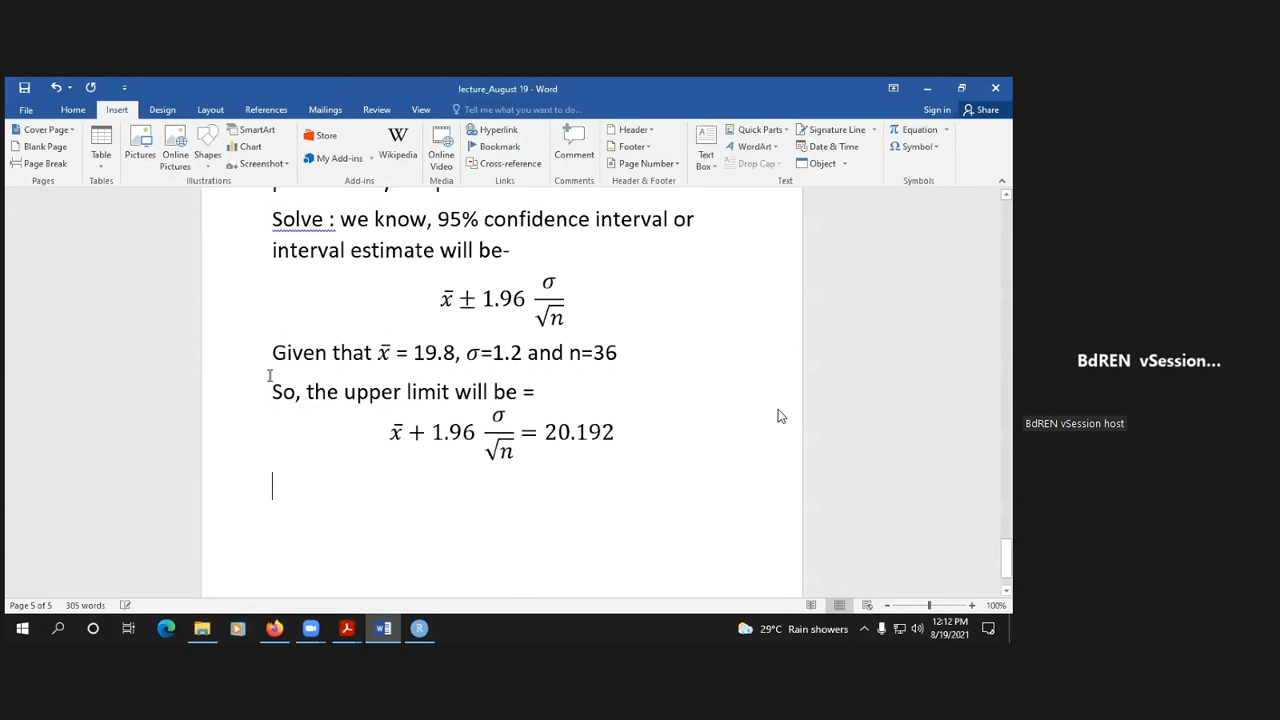 lecture_August 19 - Word
File Home Insert Design Layout References Mailings Review View Tell me what you want to do... Sign in Share
Cover Page
Blank Page
Page Break
Pages
Table
Tables
Pictures
Online Pictures
Shapes
SmartArt
Chart
Screenshot
Illustrations
Store
My Add-ins
Wikipedia
Add-ins
Online Video
Media
Hyperlink
Bookmark
Cross-reference
Links
Comment
Comments
Header
Footer
Page Number
Header & Footer
Text Box
Quick Parts
WordArt
Drop Cap
Signature Line
Date & Time
Object
Text
Equation
Symbol
Symbols
Solve : we know, 95% confidence interval or
interval estimate will be-
x̄ ± 1.96 σ/√n
Given that x̄ = 19.8, σ=1.2 and n=36
So, the upper limit will be =
x̄ + 1.96 σ/√n = 20.192
BdREN vSession...
BdREN vSession host
Page 5 of 5 305 words 100%
29°C Rain showers
12:12 PM
8/19/2021